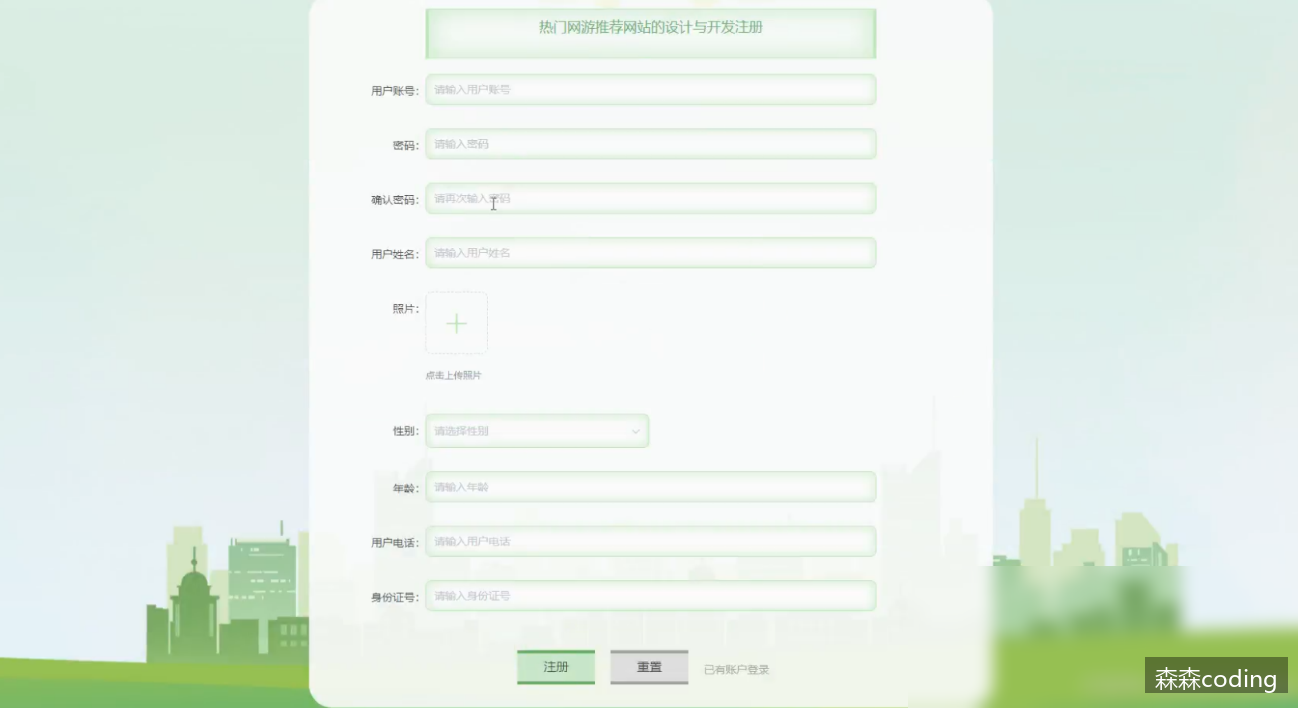 热门网游推荐网站的设计与开发注册
用户账号：
请输入用户账号
密码：
请输入密码
确认密码：
请再次输入密码
用户姓名：
请输入用户姓名
照片：
点击上传照片
性别：
请选择性别
年龄：
请输入年龄
用户电话：
请输入用户电话
身份证号：
请输入身份证号
注册
重置
已有账户登录
森森coding